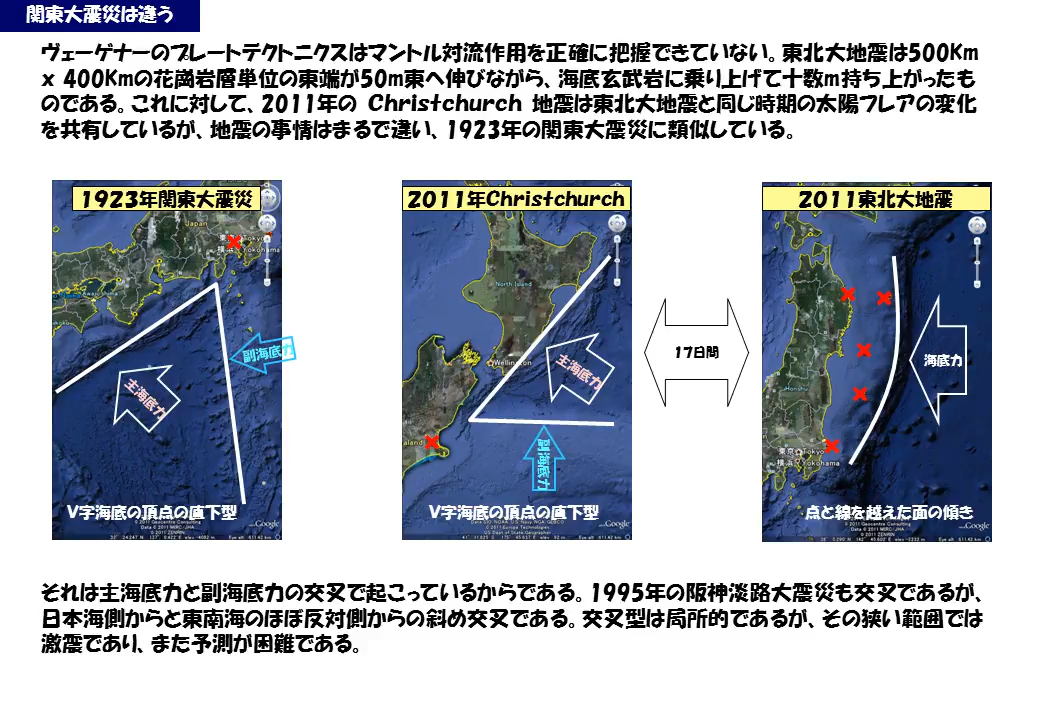 関東大震災は違う
ヴェーゲナーのプレートテクトニクスはマントル対流作用を正確に把握できていない。東北大地震は500Km
x 400Kmの花崗岩層単位の東端が50m東へ伸びながら、海底玄武岩に乗り上げて十数m持ち上がったも
のである。これに対して、2011年の Christchurch 地震は東北大地震と同じ時期の太陽フレアの変化
を共有しているが、地震の事情はまるで違い、1923年の関東大震災に類似している。
1923年関東大震災
Japan
Tokyo
横浜 Yokohama
副海底力
主海底力
V字海底の頂点の直下型
Google
2011年Christchurch
North Island
Wellington
主海底力
副海底力
V字海底の頂点の直下型
Google
17日間
2011東北大地震
海底力
Honshu
東京 Tokyo
横浜 Yokohama
点と線を越えた面の傾き
Google
それは主海底力と副海底力の交叉で起こっているからである。1995年の阪神淡路大震災も交叉であるが、
日本海側からと東南海のほぼ反対側からの斜め交叉である。交叉型は局所的であるが、その狭い範囲では
激震であり、また予測が困難である。